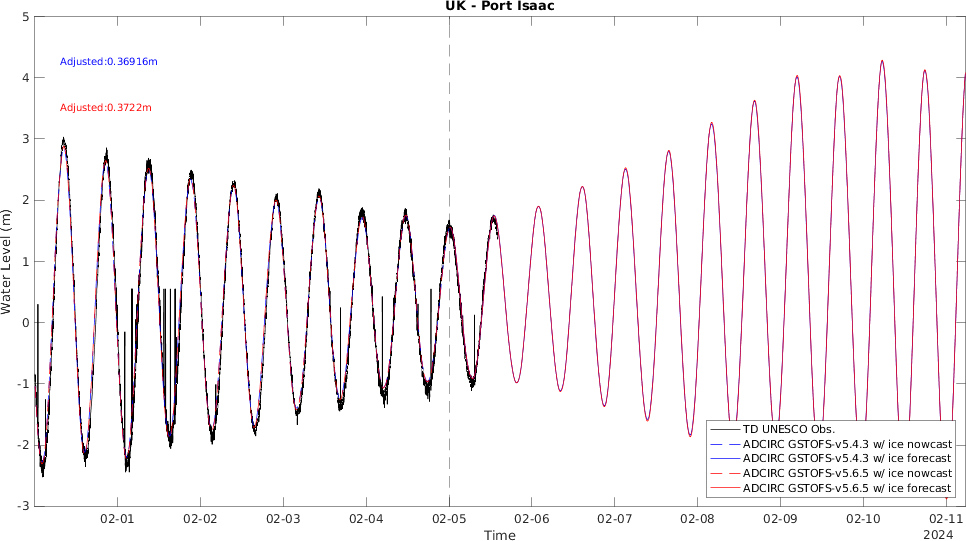 UK - Port Isaac
5
4
3
2
1
0
-1
-2
-3
Water Level (m)
Adjusted:0.36916m
Adjusted:0.3722m
TD UNESCO Obs.
ADCIRC GSTOFS-v5.4.3 w/ ice nowcast
ADCIRC GSTOFS-v5.4.3 w/ ice forecast
ADCIRC GSTOFS-v5.6.5 w/ ice nowcast
ADCIRC GSTOFS-v5.6.5 w/ ice forecast
02-01 02-02 02-03 02-04 02-05 02-06 02-07 02-08 02-09 02-10 02-11
Time
2024